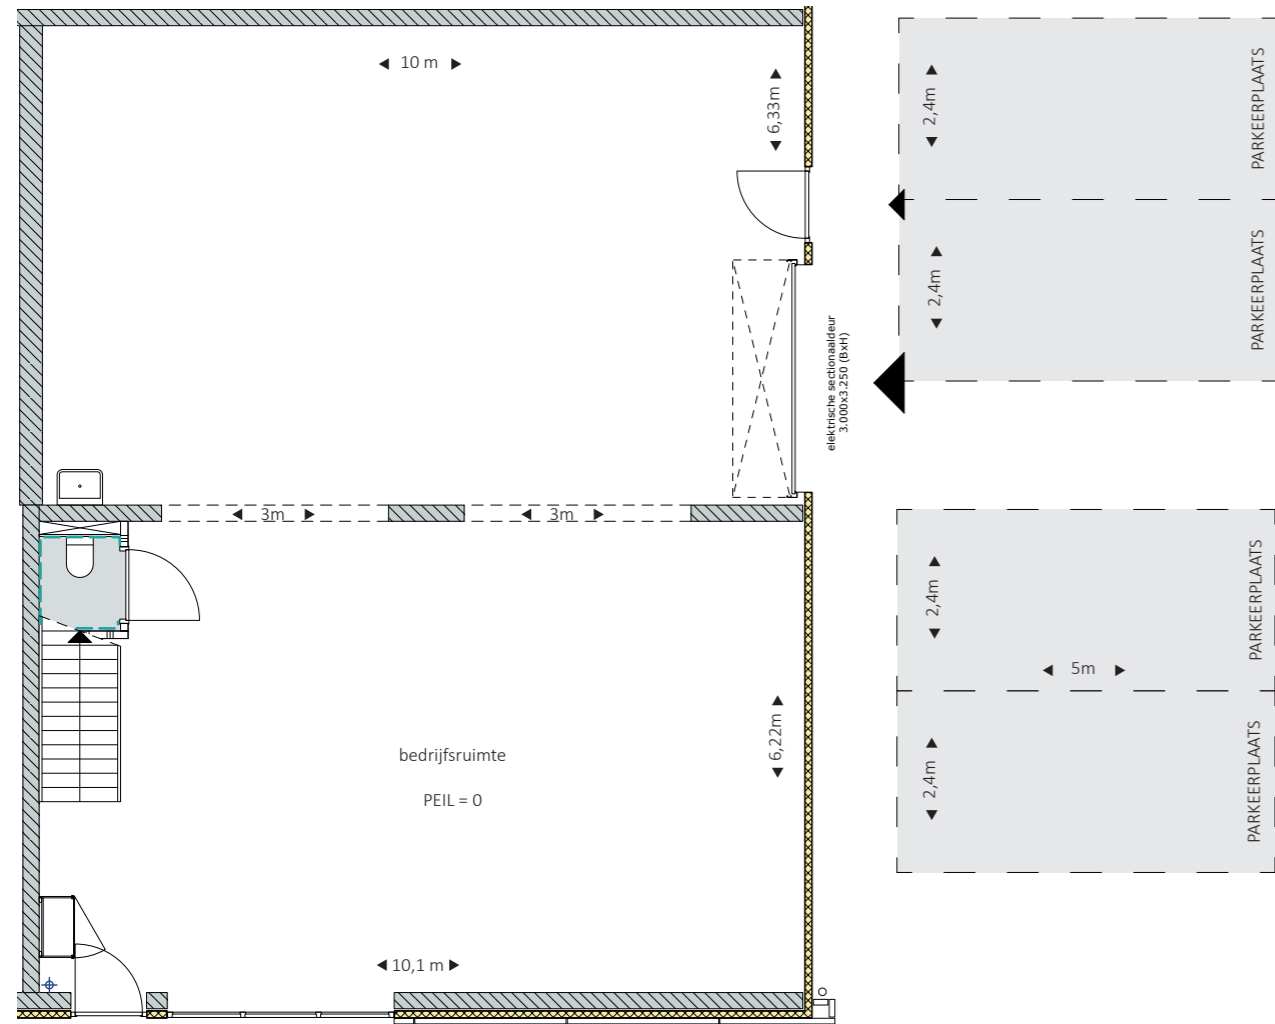 10 m
6,33m
2,4m
PARKEERPLAATS
2,4m
PARKEERPLAATS
elektrische sectionaaldeur
3.000x3.250 (BxH)
3m
3m
2,4m
PARKEERPLAATS
5m
6,22m
bedrijfsruimte
PEIL = 0
2,4m
PARKEERPLAATS
10,1 m